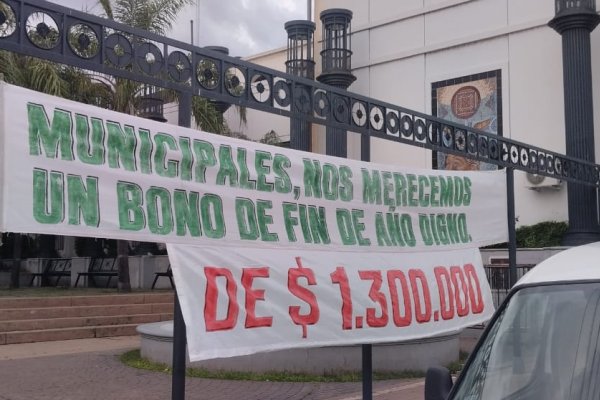 MUNICIPALES, NOS MERECEMOS
UN BONO DE FIN DE AÑO DIGNO.
DE $ 1.300.000